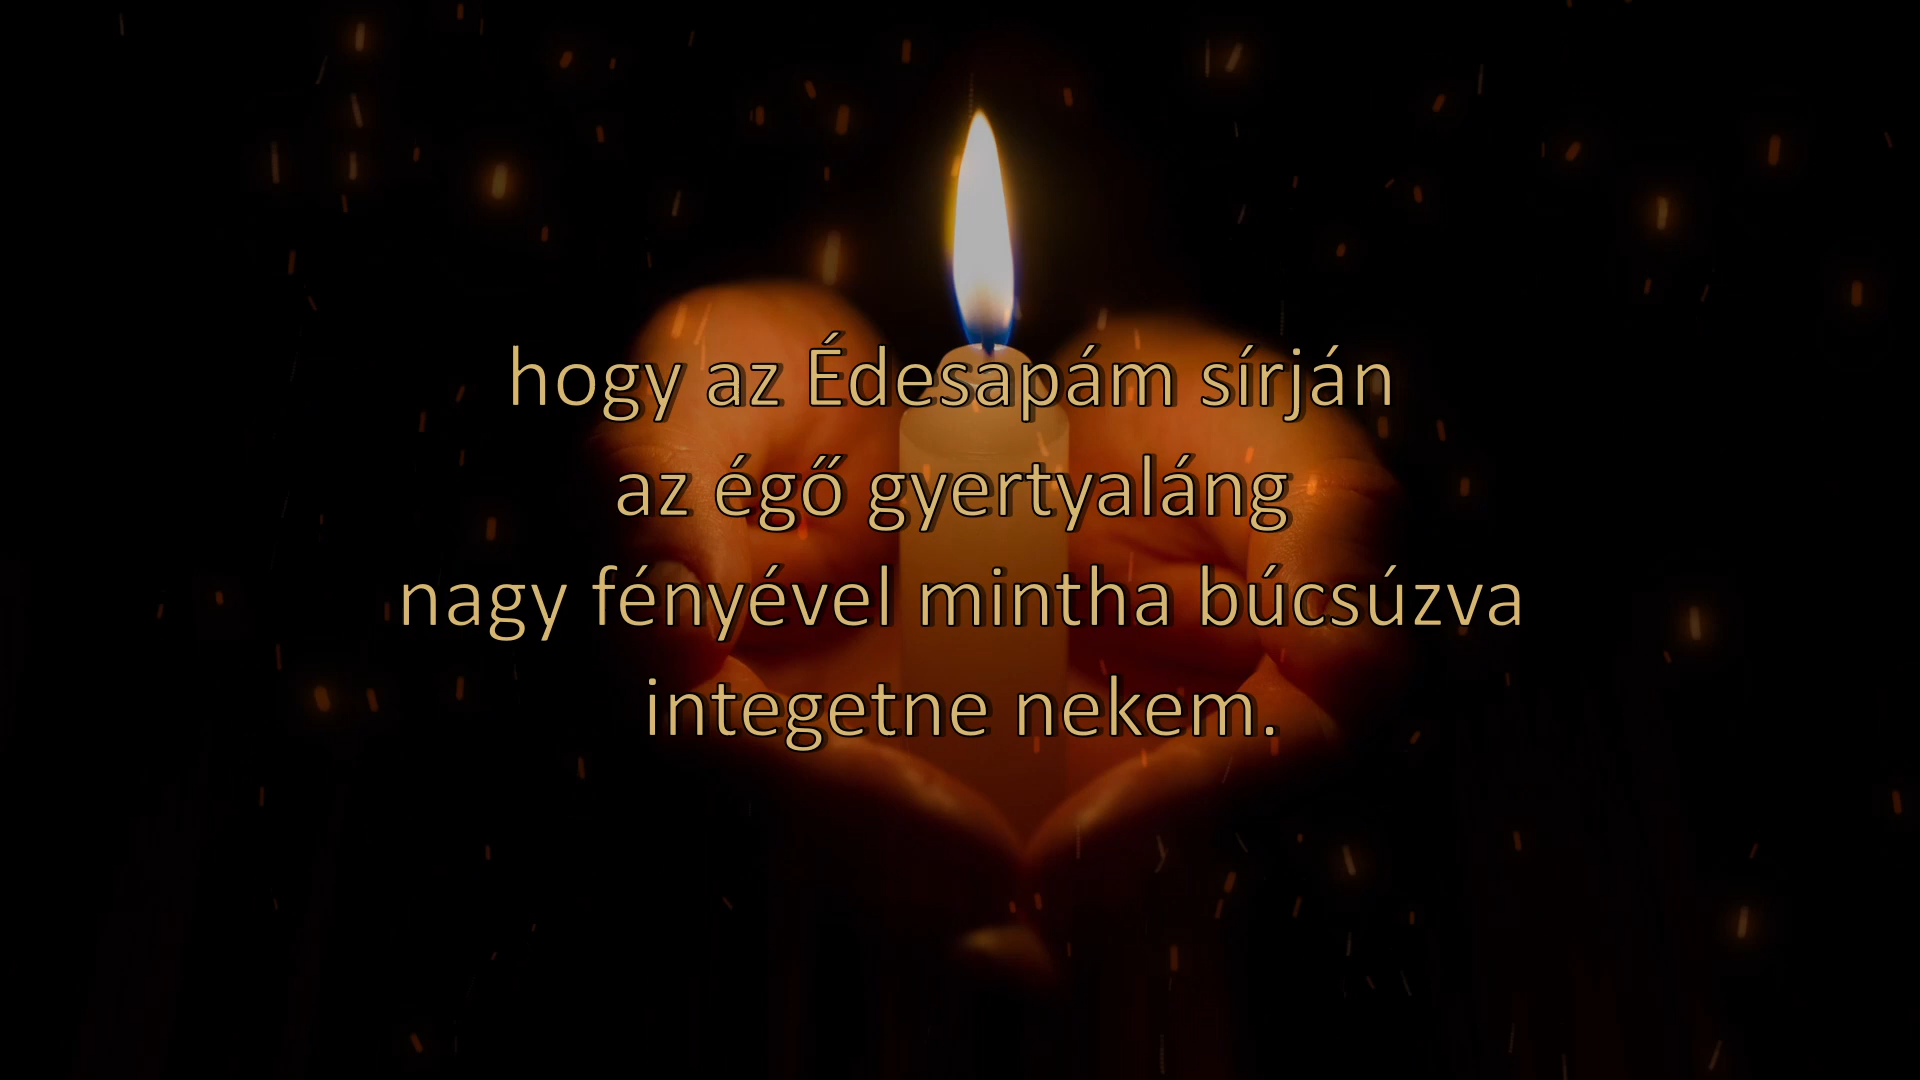 hogy az Édesapám sírján
az égő gyertyaláng
nagy fényével mintha búcsúzva
integetne nekem.